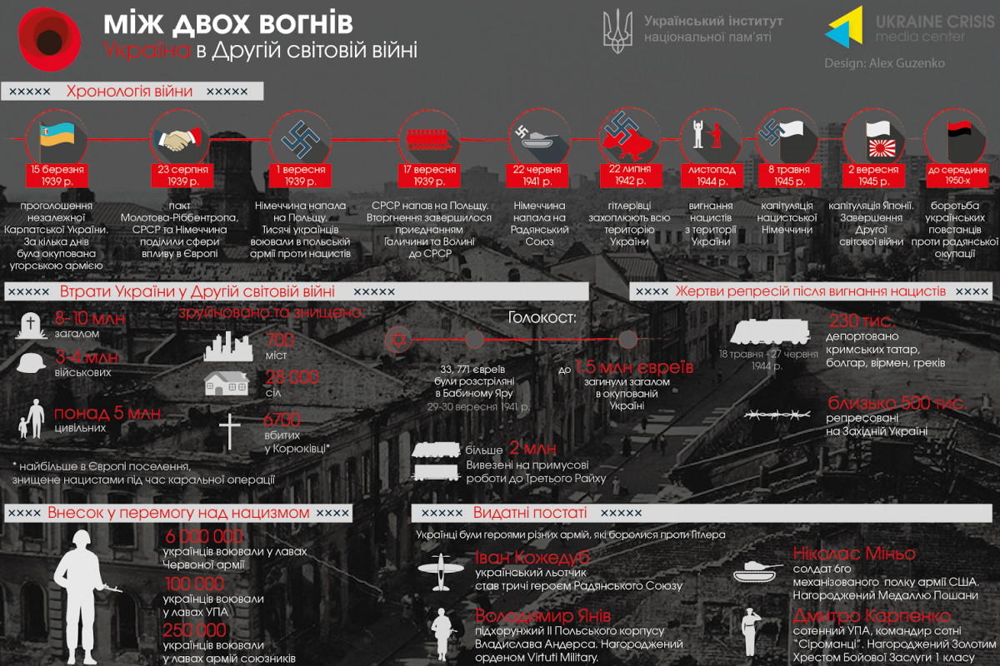 МІЖ ДВОХ ВОГНІВ
Україна в Другій світовій війні
Український інститут
національної пам'яті
UKRAINE CRISIS
media center
Design: Alex Guzenko
××××× Хронологія війни ×××××
15 березня
1939 р.
проголошення
незалежної
Карпатської України.
За кілька днів
була окупована
угорською армією
23 серпня
1939 р.
пакт
Молотова-Ріббентропа,
СРСР та Німеччина
поділили сфери
впливу в Європі
1 вересня
1939 р.
Німеччина напала
на Польщу.
Тисячі українців
воювали в польській
армії проти нацистів
17 вересня
1939 р.
СРСР напав на Польщу.
Вторгнення завершилося
приєднанням
Галичини та Волині
до СРСР
22 червня
1941 р.
Німеччина
напала на
Радянський
Союз
22 липня
1942 р.
гітлерівці
захоплюють всю
територію
України
листопад
1944 р.
вигнання
нацистів
з території
України
8 травня
1945 р.
капітуляція
нацистської
Німеччини
2 вересня
1945 р.
капітуляція Японії.
Завершення
Другої
світової війни
до середини
1950-х
боротьба
українських
повстанців
проти радянської
окупації
××××× Втрати України у Другій світовій війні ×××××
8-10 млн
загалом
3-4 млн
військових
понад 5 млн
цивільних
зруйновано та знищено:
700
міст
28 000
сіл
6700
вбитих
у Корюківці*
* найбільше в Європі поселення,
знищене нацистами під час каральної операції
Голокост:
33, 771 євреїв
були розстріляні
в Бабиному Яру
29-30 вересня 1941 р.
до 1.5 млн євреїв
загинули загалом
в окупованій
Україні
більше 2 млн
Вивезені на примусові
роботи до Третього Райху
×××× Жертви репресій після вигнання нацистів ××××
18 травня - 27 червня
1944 р.
230 тис.
депортовано
кримських татар,
болгар, вірмен, греків
близько 500 тис.
репресовані
на Західній Україні
×××× Внесок у перемогу над нацизмом ××××
6 000 000
українців воювали у лавах
Червоної армії
100 000
українців воювали
у лавах УПА
250 000
українців воювали
у лавах армій союзників
××××× Видатні постаті ×××××
Українці були героями різних армій, які боролися проти Гітлера
Іван Кожедуб
український льотчик
став тричі героєм Радянського Союзу
Володимир Янів
підхорунжий ІІ Польського корпусу
Владислава Андерса. Нагороджений
орденом Virtuti Military.
Ніколас Міньо
солдат 6го
механізованого полку армії США.
Нагороджений Медаллю Пошани
Дмитро Карпенко
сотенний УПА, командир сотні
"Сіроманці". Нагороджений Золотим
Хрестом Бойової Заслуги 1 класу